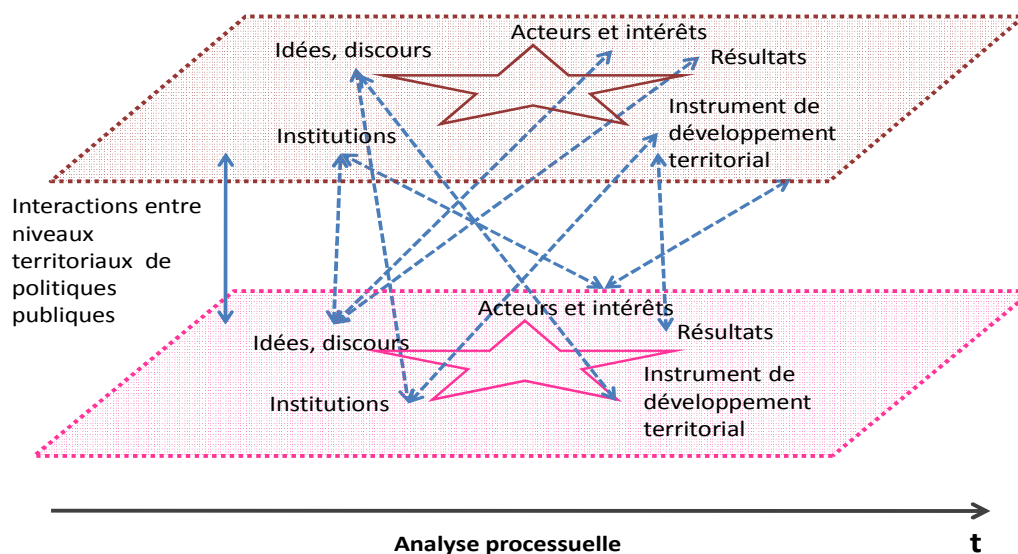 Acteurs et intérêts
Idées, discours
Résultats
Instrument de
développement
territorial
Institutions
Interactions entre
niveaux
territoriaux de
politiques
publiques
Acteurs et intérêts
Résultats
Idées, discours
Instrument de
développement
territorial
Institutions
Analyse processuelle
t